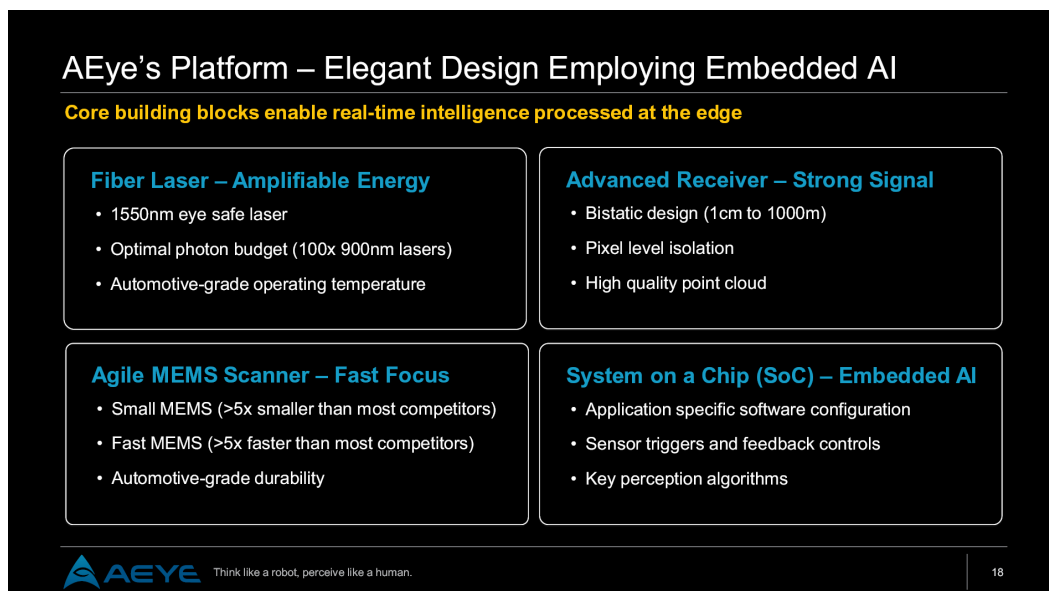 AEye’s Platform – Elegant Design Employing Embedded AI
Core building blocks enable real-time intelligence processed at the edge
Fiber Laser – Amplifiable Energy
• 1550nm eye safe laser
• Optimal photon budget (100x 900nm lasers)
• Automotive-grade operating temperature
Advanced Receiver – Strong Signal
• Bistatic design (1cm to 1000m)
• Pixel level isolation
• High quality point cloud
Agile MEMS Scanner – Fast Focus
• Small MEMS (>5x smaller than most competitors)
• Fast MEMS (>5x faster than most competitors)
• Automotive-grade durability
System on a Chip (SoC) – Embedded AI
• Application specific software configuration
• Sensor triggers and feedback controls
• Key perception algorithms
AEYE
Think like a robot, perceive like a human.
18